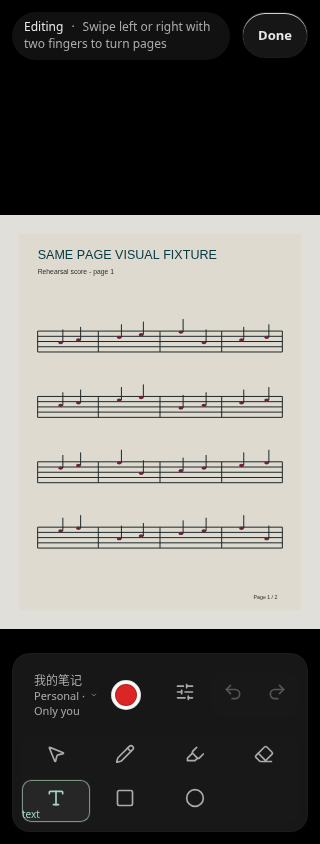 Editing · Swipe left or right with
two fingers to turn pages
Done
SAME PAGE VISUAL FIXTURE
Rehearsal score - page 1
Page 1 / 2
我的笔记
Personal ·
Only you
text